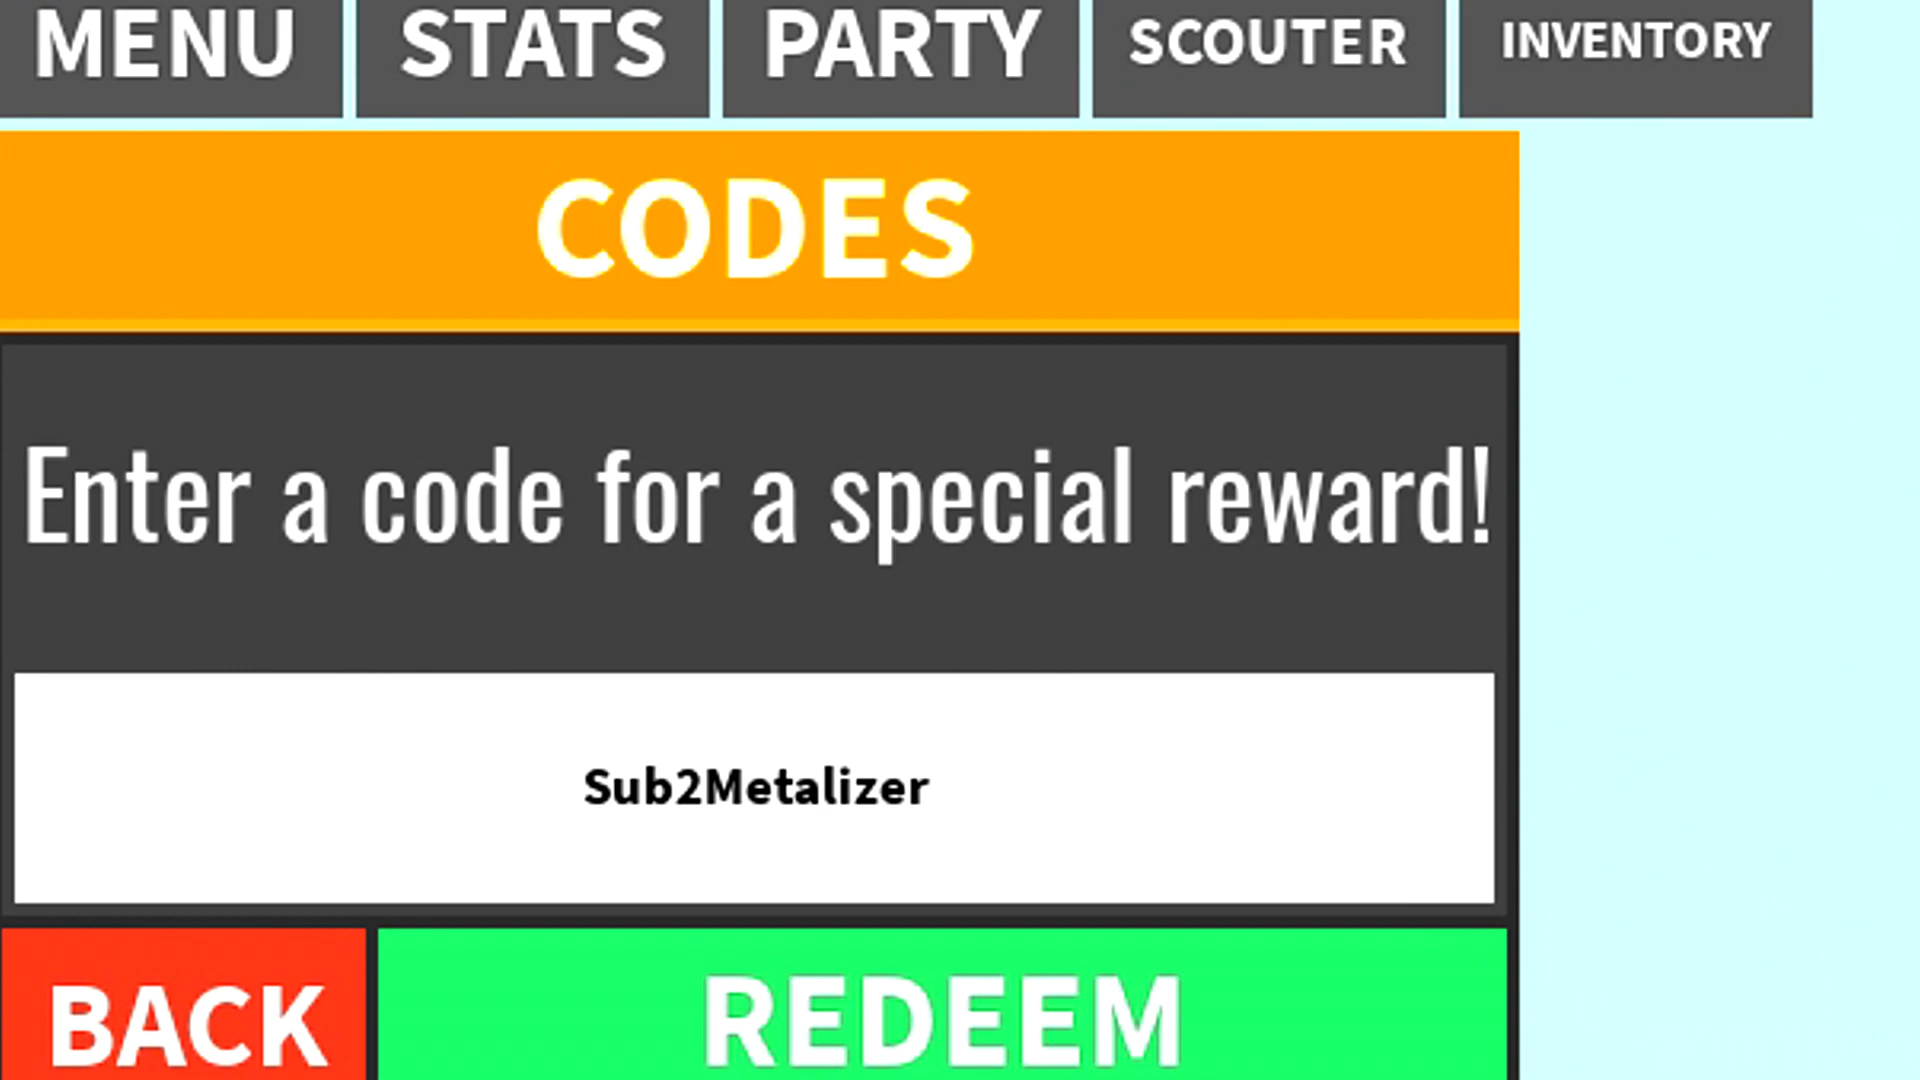 MENU STATS PARTY SCOUTER INVENTORY
CODES
Enter a code for a special reward!
Sub2Metalizer
BACK REDEEM